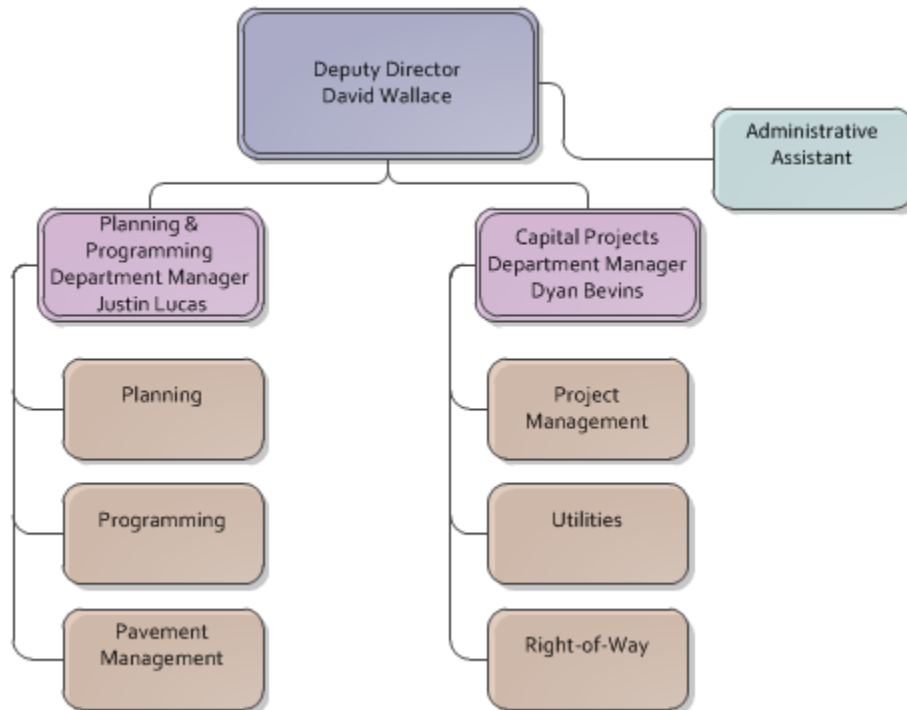 Deputy Director
David Wallace
Administrative
Assistant
Planning &
Programming
Department Manager
Justin Lucas
Capital Projects
Department Manager
Dyan Bevins
Planning
Project
Management
Programming
Utilities
Pavement
Management
Right-of-Way